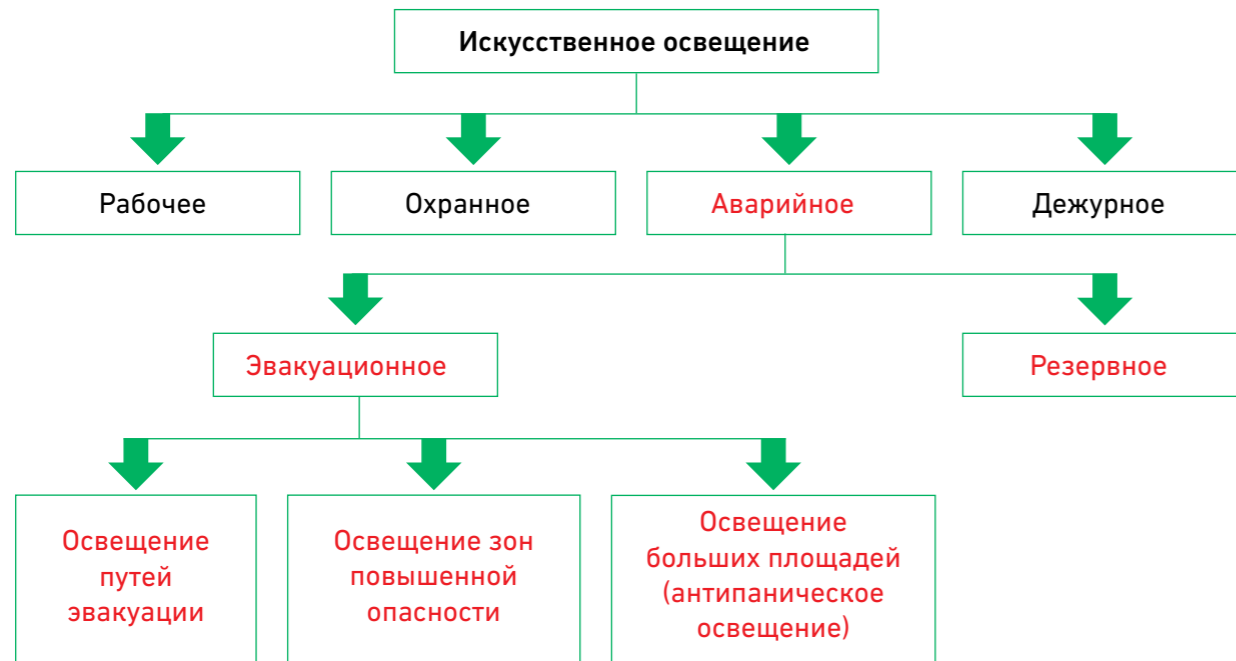 Искусственное освещение
Рабочее
Охранное
Аварийное
Дежурное
Эвакуационное
Резервное
Освещение
путей
эвакуации
Освещение зон
повышенной
опасности
Освещение
больших площадей
(антипаническое
освещение)